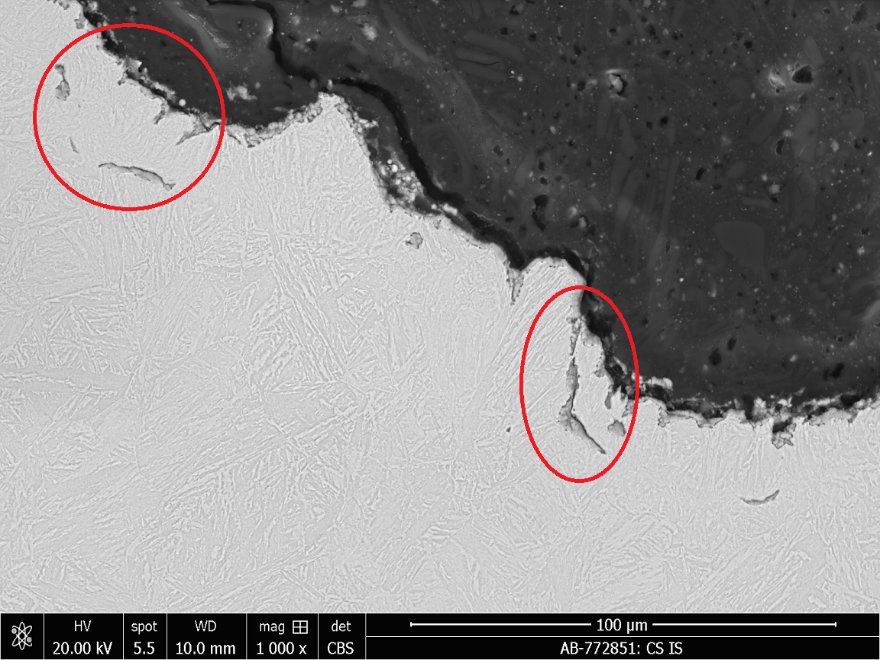 HV spot WD mag det
20.00 kV 5.5 10.0 mm 1 000 x CBS
100 µm
AB-772851: CS IS